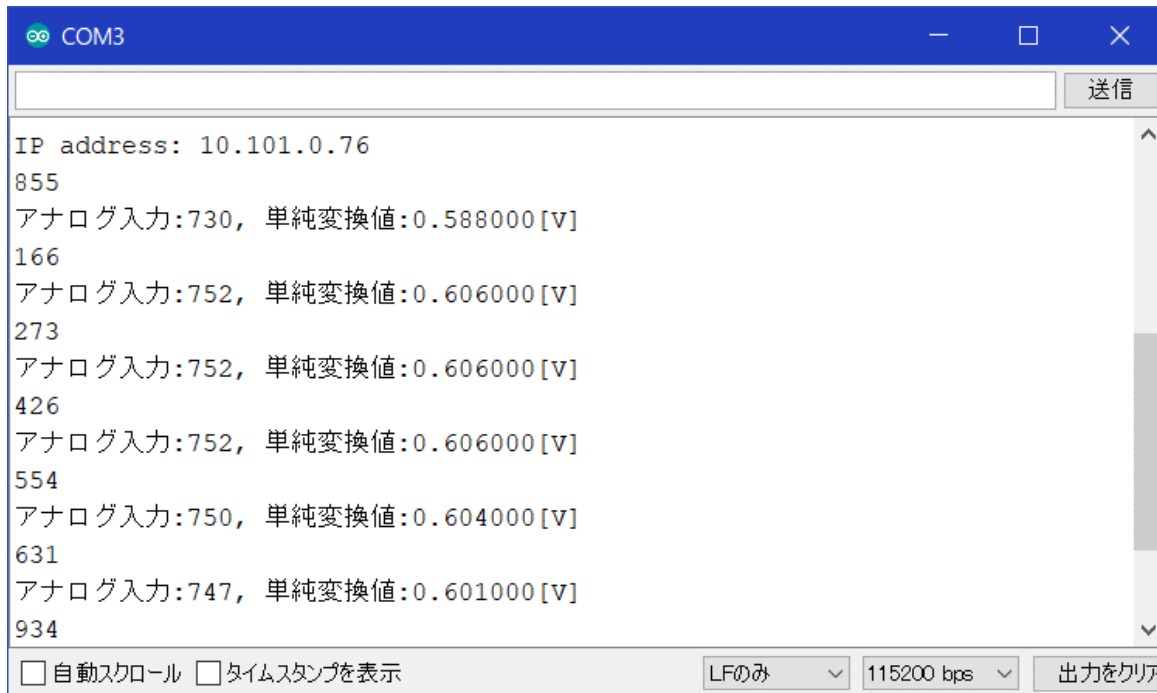 COM3
送信
IP address: 10.101.0.76
855
アナログ入力:730, 単純変換値:0.588000[V]
166
アナログ入力:752, 単純変換値:0.606000[V]
273
アナログ入力:752, 単純変換値:0.606000[V]
426
アナログ入力:752, 単純変換値:0.606000[V]
554
アナログ入力:750, 単純変換値:0.604000[V]
631
アナログ入力:747, 単純変換値:0.601000[V]
934
自動スクロール タイムスタンプを表示 LFのみ 115200 bps 出力をクリア